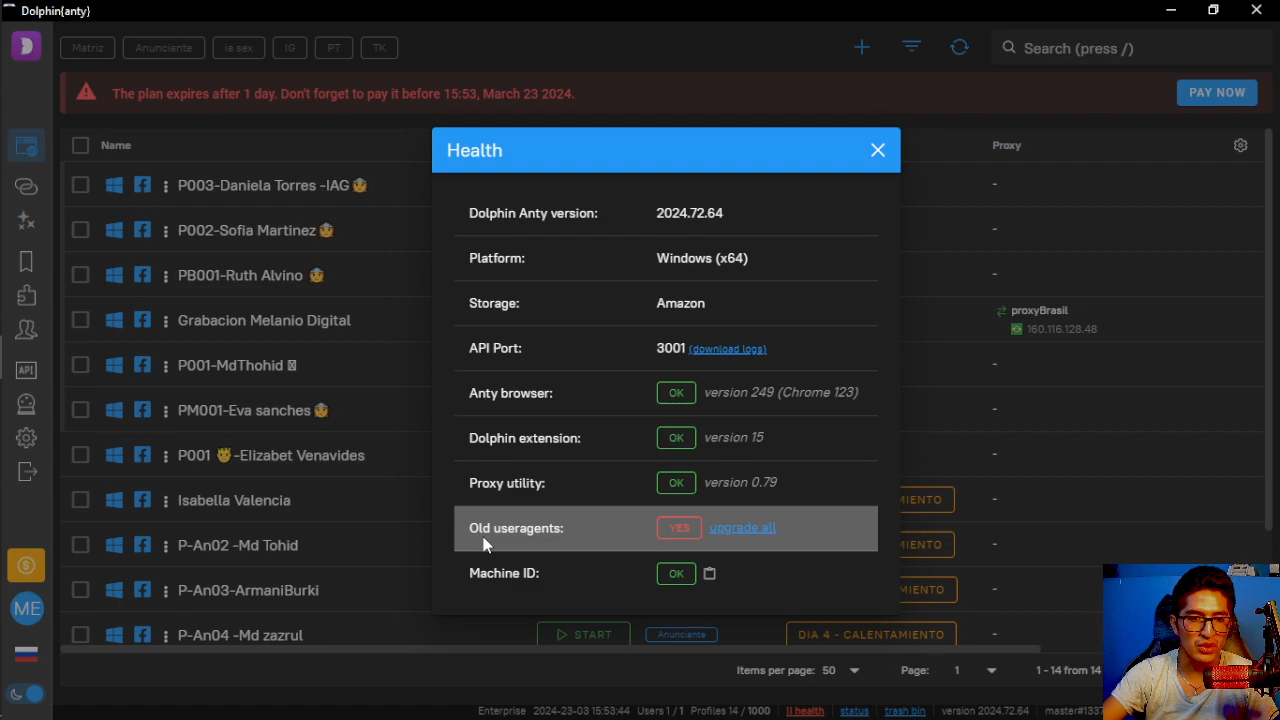 Dolphin{anty}
Matriz Anunciante ia sex IG PT TK
Search (press /)
The plan expires after 1 day. Don't forget to pay it before 15:53, March 23 2024.
PAY NOW
Name
Proxy
Health
Dolphin Anty version: 2024.72.64
Platform: Windows (x64)
Storage: Amazon
API Port: 3001 (download logs)
Anty browser: OK version 249 (Chrome 123)
Dolphin extension: OK version 15
Proxy utility: OK version 0.79
Old useragents: YES upgrade all
Machine ID: OK
P003-Daniela Torres -IAG
-
P002-Sofia Martinez
-
PB001-Ruth Alvino
-
Grabacion Melanio Digital
proxyBrasil
160.116.128.48
P001-MdThohid
-
PM001-Eva sanches
-
P001 -Elizabet Venavides
-
Isabella Valencia
MIENTO -
P-An02 -Md Tohid
MIENTO -
P-An03-ArmaniBurki
MIENTO
P-An04 -Md zazrul
START Anunciante DIA 4 - CALENTAMIENTO
API
ME
Items per page: 50 Page: 1 1 - 14 from 14
Enterprise 2024-23-03 15:53:44 Users 1 / 1 Profiles 14 / 1000 health status trash bin version 2024.72.64 master#1337